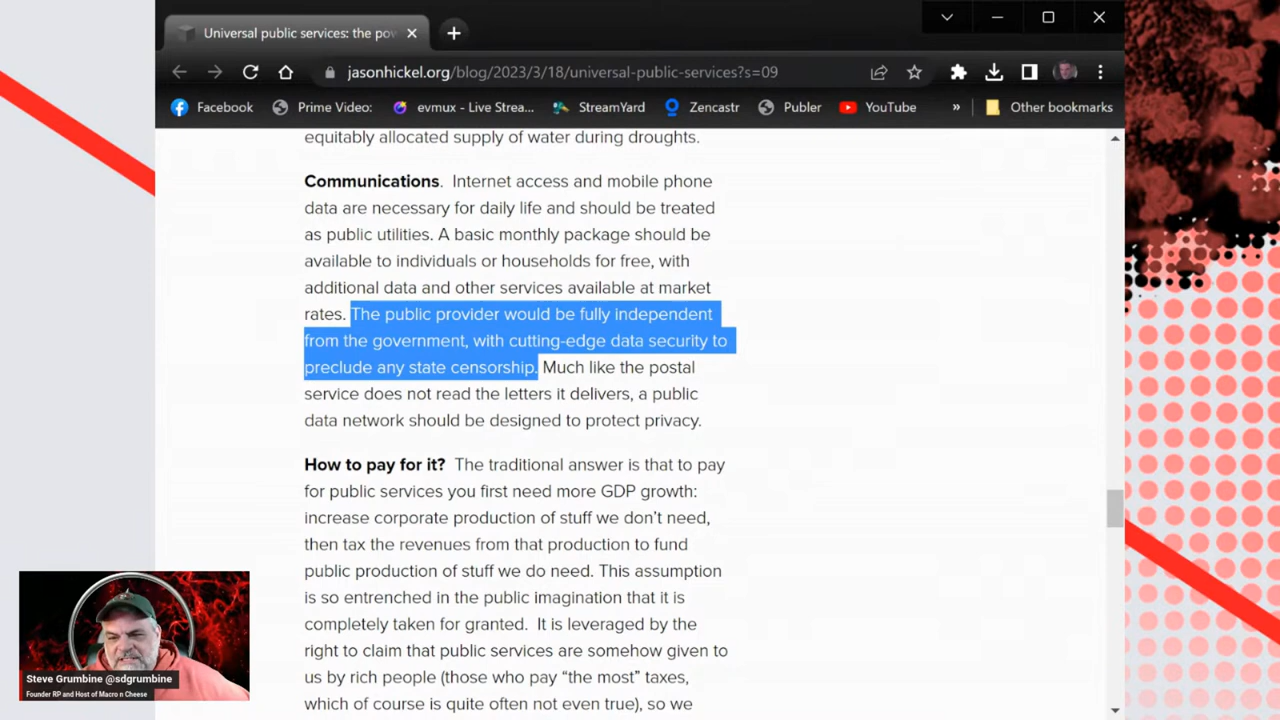 Universal public services: the pow
jasonhickel.org/blog/2023/3/18/universal-public-services?s=09
Facebook
Prime Video:
evmux - Live Strea...
StreamYard
Zencastr
Publer
YouTube
»
Other bookmarks
equitably allocated supply of water during droughts.
Communications. Internet access and mobile phone
data are necessary for daily life and should be treated
as public utilities. A basic monthly package should be
available to individuals or households for free, with
additional data and other services available at market
rates. The public provider would be fully independent
from the government, with cutting-edge data security to
preclude any state censorship. Much like the postal
service does not read the letters it delivers, a public
data network should be designed to protect privacy.
How to pay for it? The traditional answer is that to pay
for public services you first need more GDP growth:
increase corporate production of stuff we don’t need,
then tax the revenues from that production to fund
public production of stuff we do need. This assumption
is so entrenched in the public imagination that it is
completely taken for granted. It is leveraged by the
right to claim that public services are somehow given to
us by rich people (those who pay “the most” taxes,
which of course is quite often not even true), so we
Steve Grumbine @sdgrumbine
Founder RP and Host of Macro n Cheese